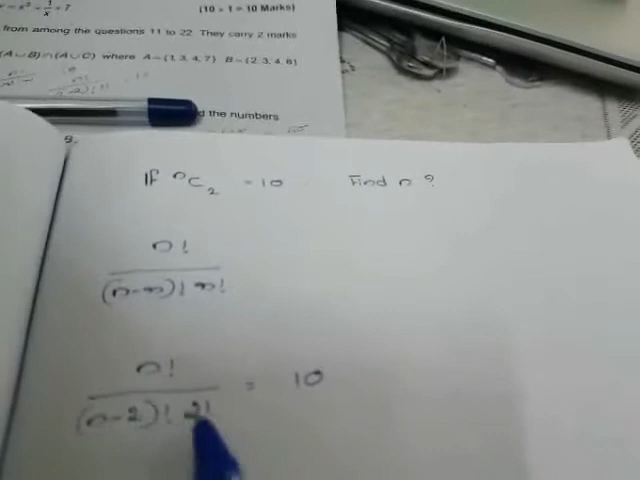 (10 × 1 = 10 Marks)
from among the questions 11 to 22. They carry 2 marks
(A ∪ B) ∩ (A ∪ C) where A = {1, 3, 4, 7} B = {2, 3, 4, 6}
the numbers
9.
If ⁿC₂ = 10 Find n ?
n!
(n-r)! r!
n!
(n-2)! 2! = 10